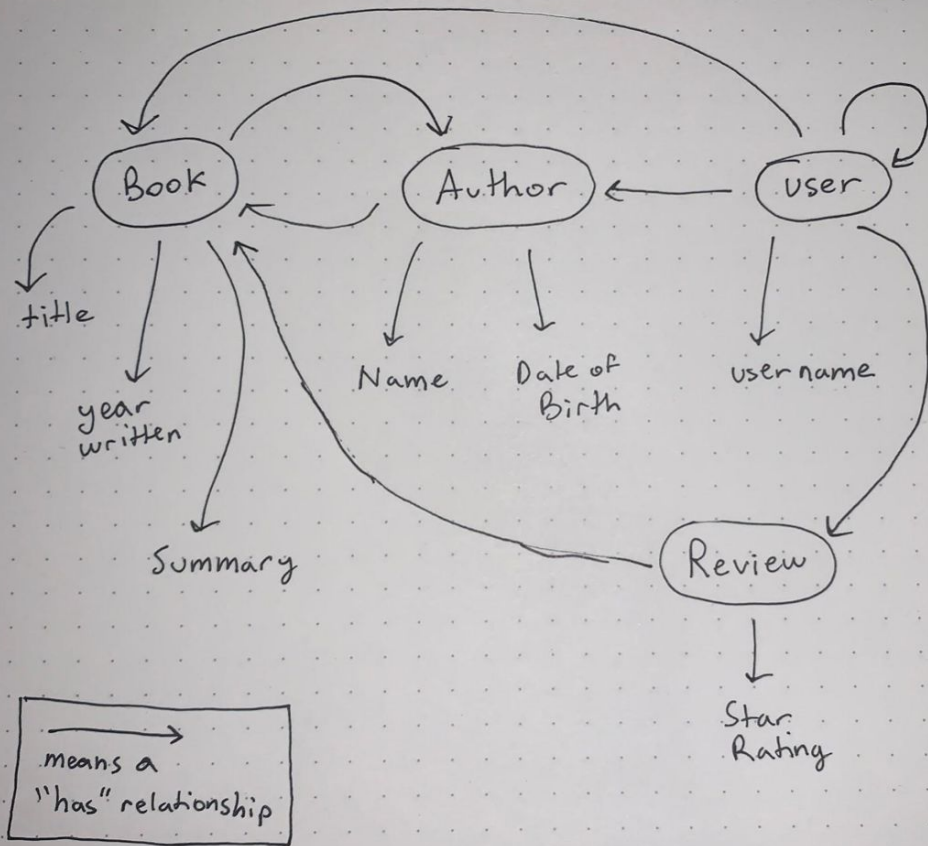 Book
Author
user
title
year
written
Summary
Name
Date of
Birth
username
Review
Star
Rating
means a
"has" relationship